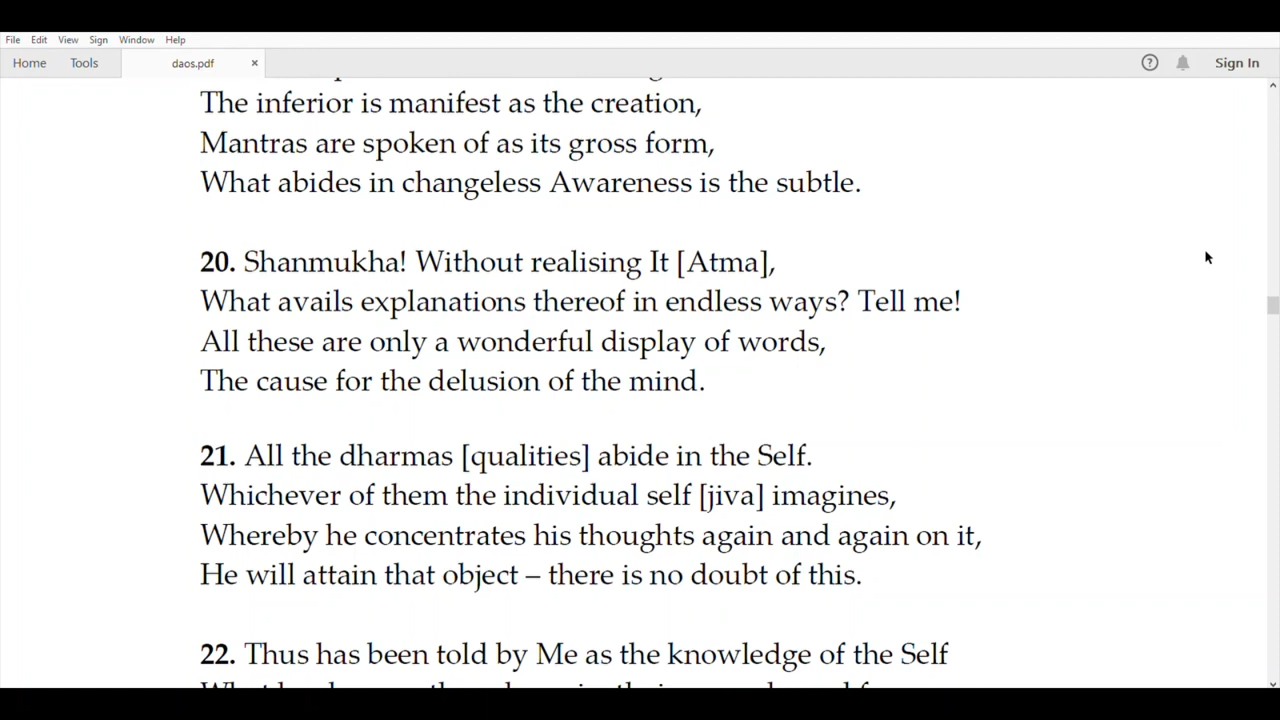 File Edit View Sign Window Help
Home Tools daos.pdf × ? Sign In
The inferior is manifest as the creation,
Mantras are spoken of as its gross form,
What abides in changeless Awareness is the subtle.
20. Shanmukha! Without realising It [Atma],
What avails explanations thereof in endless ways? Tell me!
All these are only a wonderful display of words,
The cause for the delusion of the mind.
21. All the dharmas [qualities] abide in the Self.
Whichever of them the individual self [jiva] imagines,
Whereby he concentrates his thoughts again and again on it,
He will attain that object – there is no doubt of this.
22. Thus has been told by Me as the knowledge of the Self